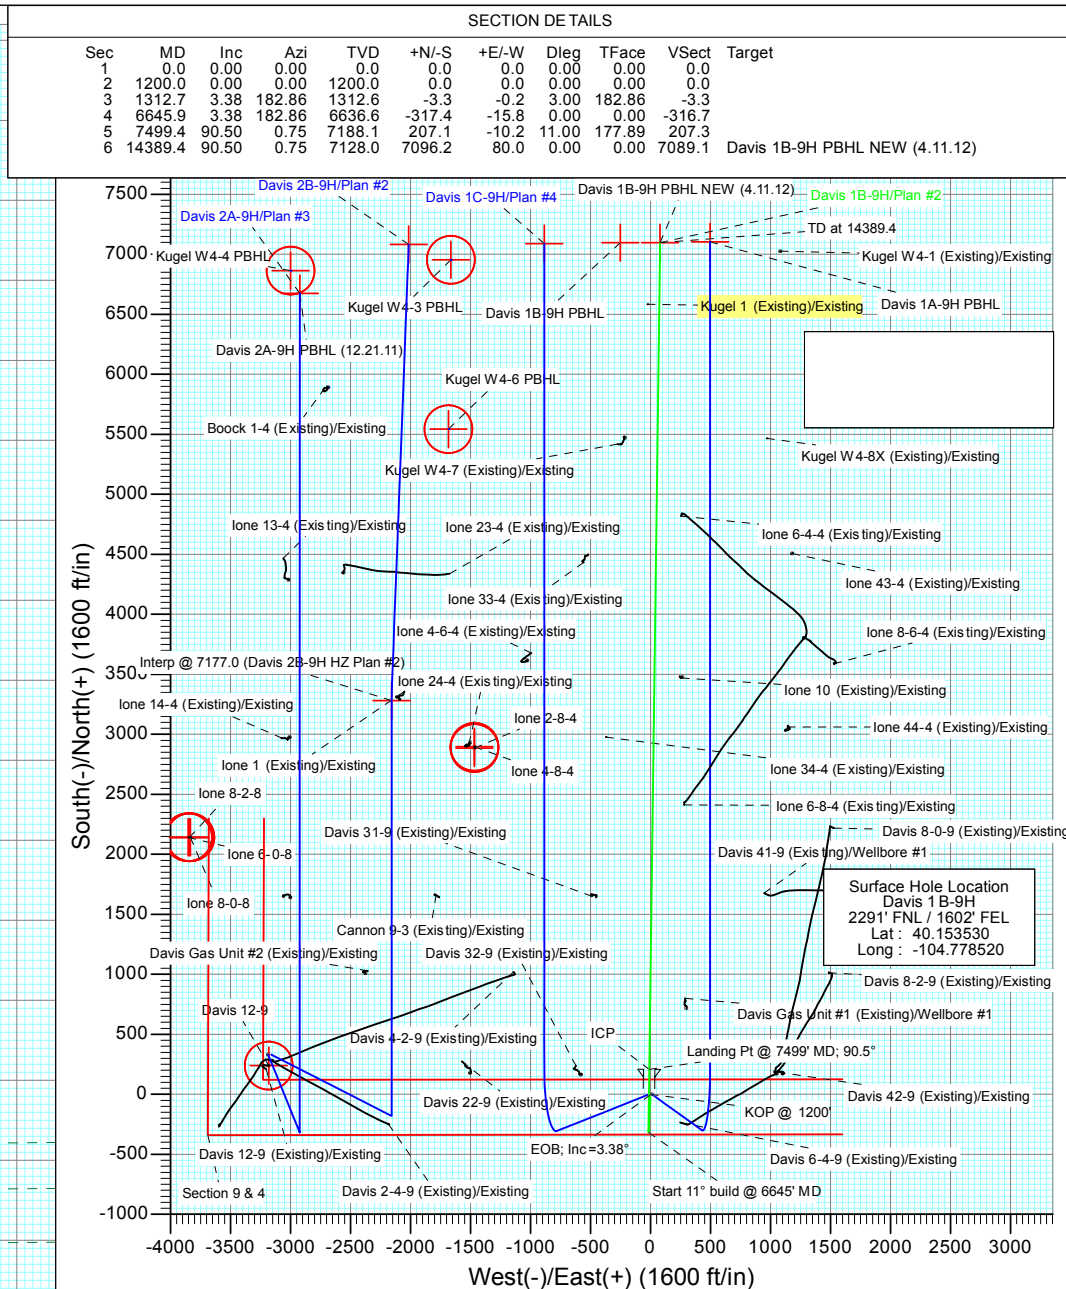 SECTION DETAILS
Sec MD Inc Azi TVD +N/-S +E/-W Dleg TFace VSect Target
1 0.0 0.00 0.00 0.0 0.0 0.0 0.00 0.00 0.0
2 1200.0 0.00 0.00 1200.0 0.0 0.0 0.00 0.00 0.0
3 1312.7 3.38 182.86 1312.6 -3.3 -0.2 3.00 182.86 -3.3
4 6645.9 3.38 182.86 6636.6 -317.4 -15.8 0.00 0.00 -316.7
5 7499.4 90.50 0.75 7188.1 207.1 -10.2 11.00 177.89 207.3
6 14389.4 90.50 0.75 7128.0 7096.2 80.0 0.00 0.00 7089.1 Davis 1B-9H PBHL NEW (4.11.12)
7500
Davis 2B-9H/Plan #2
Davis 1C-9H/Plan #4
Davis 1B-9H PBHL NEW (4.11.12)
Davis 1B-9H/Plan #2
Davis 2A-9H/Plan #3
TD at 14389.4
7000
Kugel W4-4 PBHL
Kugel W4-1 (Existing)/Existing
Kugel W4-3 PBHL
Davis 1B-9H PBHL
Kugel 1 (Existing)/Existing
Davis 1A-9H PBHL
6500
Davis 2A-9H PBHL (12.21.11)
6000
Kugel W4-6 PBHL
Boock 1-4 (Existing)/Existing
5500
Kugel W4-7 (Existing)/Existing
Kugel W4-8X (Existing)/Existing
5000
Ione 13-4 (Existing)/Existing
Ione 23-4 (Existing)/Existing
Ione 6-4-4 (Existing)/Existing
4500
Ione 43-4 (Existing)/Existing
Ione 33-4 (Existing)/Existing
4000
Ione 4-6-4 (Existing)/Existing
Ione 8-6-4 (Existing)/Existing
Interp @ 7177.0 (Davis 2B-9H HZ Plan #2)
3500
Ione 24-4 (Existing)/Existing
Ione 10 (Existing)/Existing
Ione 14-4 (Existing)/Existing
Ione 2-8-4
Ione 44-4 (Existing)/Existing
3000
Ione 1 (Existing)/Existing
Ione 4-8-4
Ione 34-4 (Existing)/Existing
2500
Ione 8-2-8
Ione 6-8-4 (Existing)/Existing
Davis 31-9 (Existing)/Existing
Davis 8-0-9 (Existing)/Existing
2000
Ione 6-0-8
Davis 41-9 (Existing)/Wellbore #1
Ione 8-0-8
Surface Hole Location
Davis 1B-9H
2291' FNL / 1602' FEL
Lat : 40.153530
Long : -104.778520
1500
Cannon 9-3 (Existing)/Existing
Davis Gas Unit #2 (Existing)/Existing
Davis 32-9 (Existing)/Existing
1000
Davis 8-2-9 (Existing)/Existing
Davis 12-9
Davis Gas Unit #1 (Existing)/Wellbore #1
500
Davis 4-2-9 (Existing)/Existing
ICP
Landing Pt @ 7499' MD; 90.5°
0
Davis 22-9 (Existing)/Existing
Davis 42-9 (Existing)/Existing
KOP @ 1200'
-500
Davis 12-9 (Existing)/Existing
EOB; Inc=3.38°
Davis 6-4-9 (Existing)/Existing
Section 9 & 4
Davis 2-4-9 (Existing)/Existing
Start 11° build @ 6645' MD
-1000
South(-)/North(+) (1600 ft/in)
-4000 -3500 -3000 -2500 -2000 -1500 -1000 -500 0 500 1000 1500 2000 2500 3000
West(-)/East(+) (1600 ft/in)